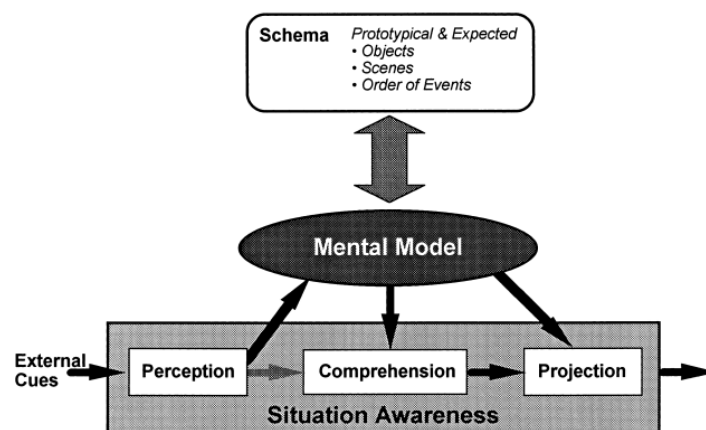 Schema
Prototypical & Expected
• Objects
• Scenes
• Order of Events
Mental Model
External
Cues
Perception
Comprehension
Projection
Situation Awareness